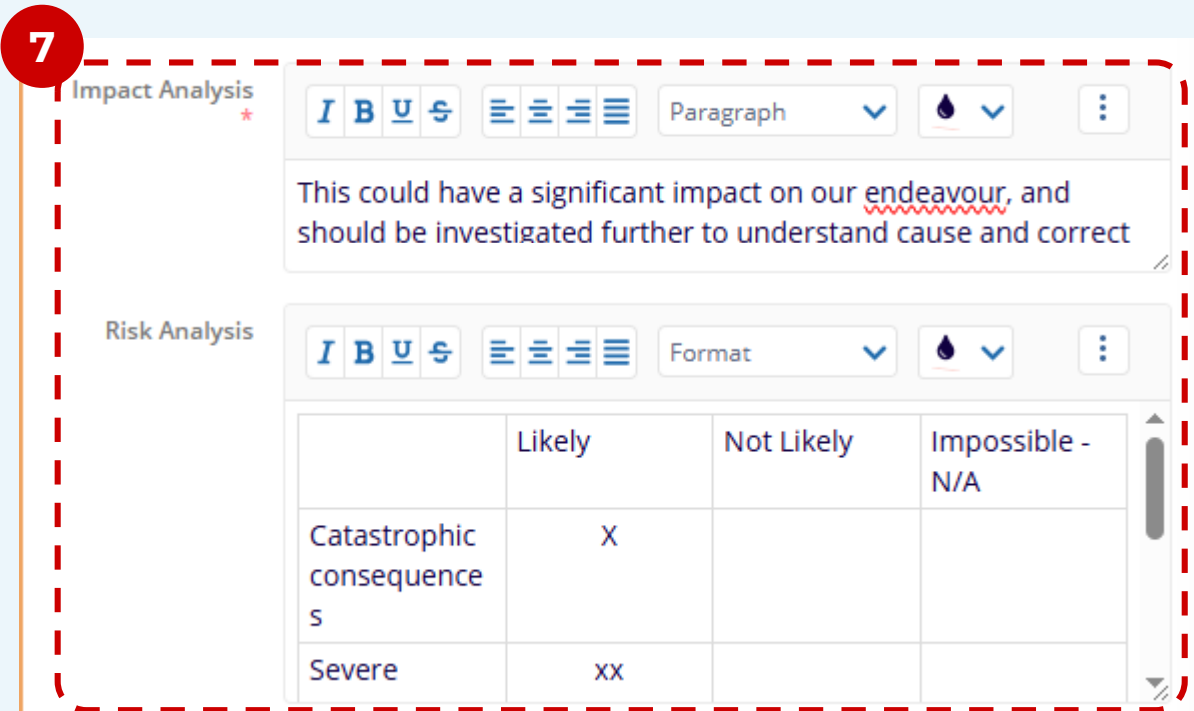 7
Impact Analysis
*
I B U S
Paragraph
This could have a significant impact on our endeavour, and
should be investigated further to understand cause and correct
Risk Analysis
I B U S
Format
Likely
Not Likely
Impossible -
N/A
Catastrophic
consequence
s
X
Severe
xx